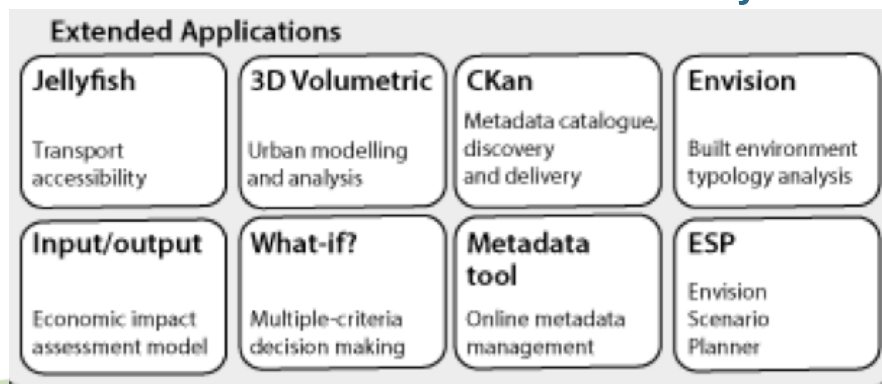 Extended Applications
Jellyfish
Transport
accessibility
3D Volumetric
Urban modelling
and analysis
CKan
Metadata catalogue,
discovery
and delivery
Envision
Built environment
typology analysis
Input/output
Economic impact
assessment model
What-if?
Multiple-criteria
decision making
Metadata
tool
Online metadata
management
ESP
Envision
Scenario
Planner